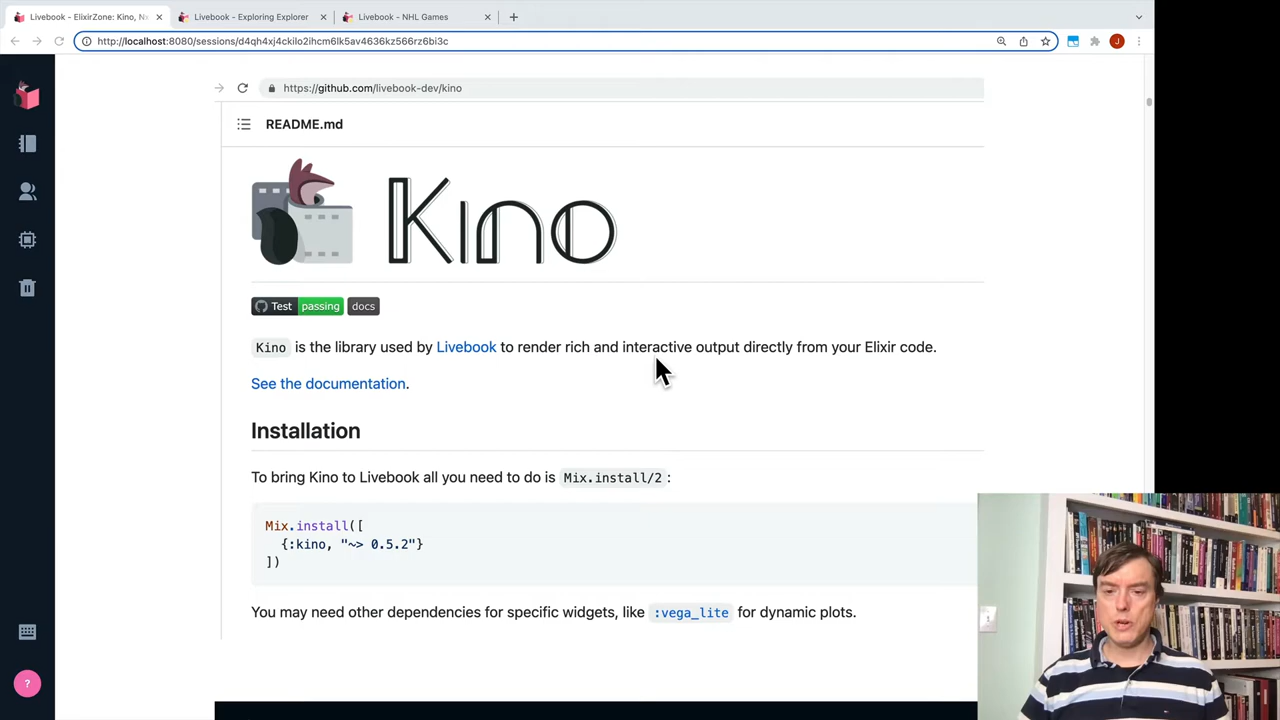 Livebook - ElixirZone: Kino, N
Livebook - Exploring Explorer
Livebook - NHL Games
http://localhost:8080/sessions/d4qh4xj4ckilo2ihcm6lk5av4636kz566rz6bi3c
J
https://github.com/livebook-dev/kino
README.md
Kino
Test passing docs
Kino is the library used by Livebook to render rich and interactive output directly from your Elixir code.
See the documentation.
Installation
To bring Kino to Livebook all you need to do is Mix.install/2 :
Mix.install([
{:kino, "~> 0.5.2"}
])
You may need other dependencies for specific widgets, like :vega_lite for dynamic plots.
?